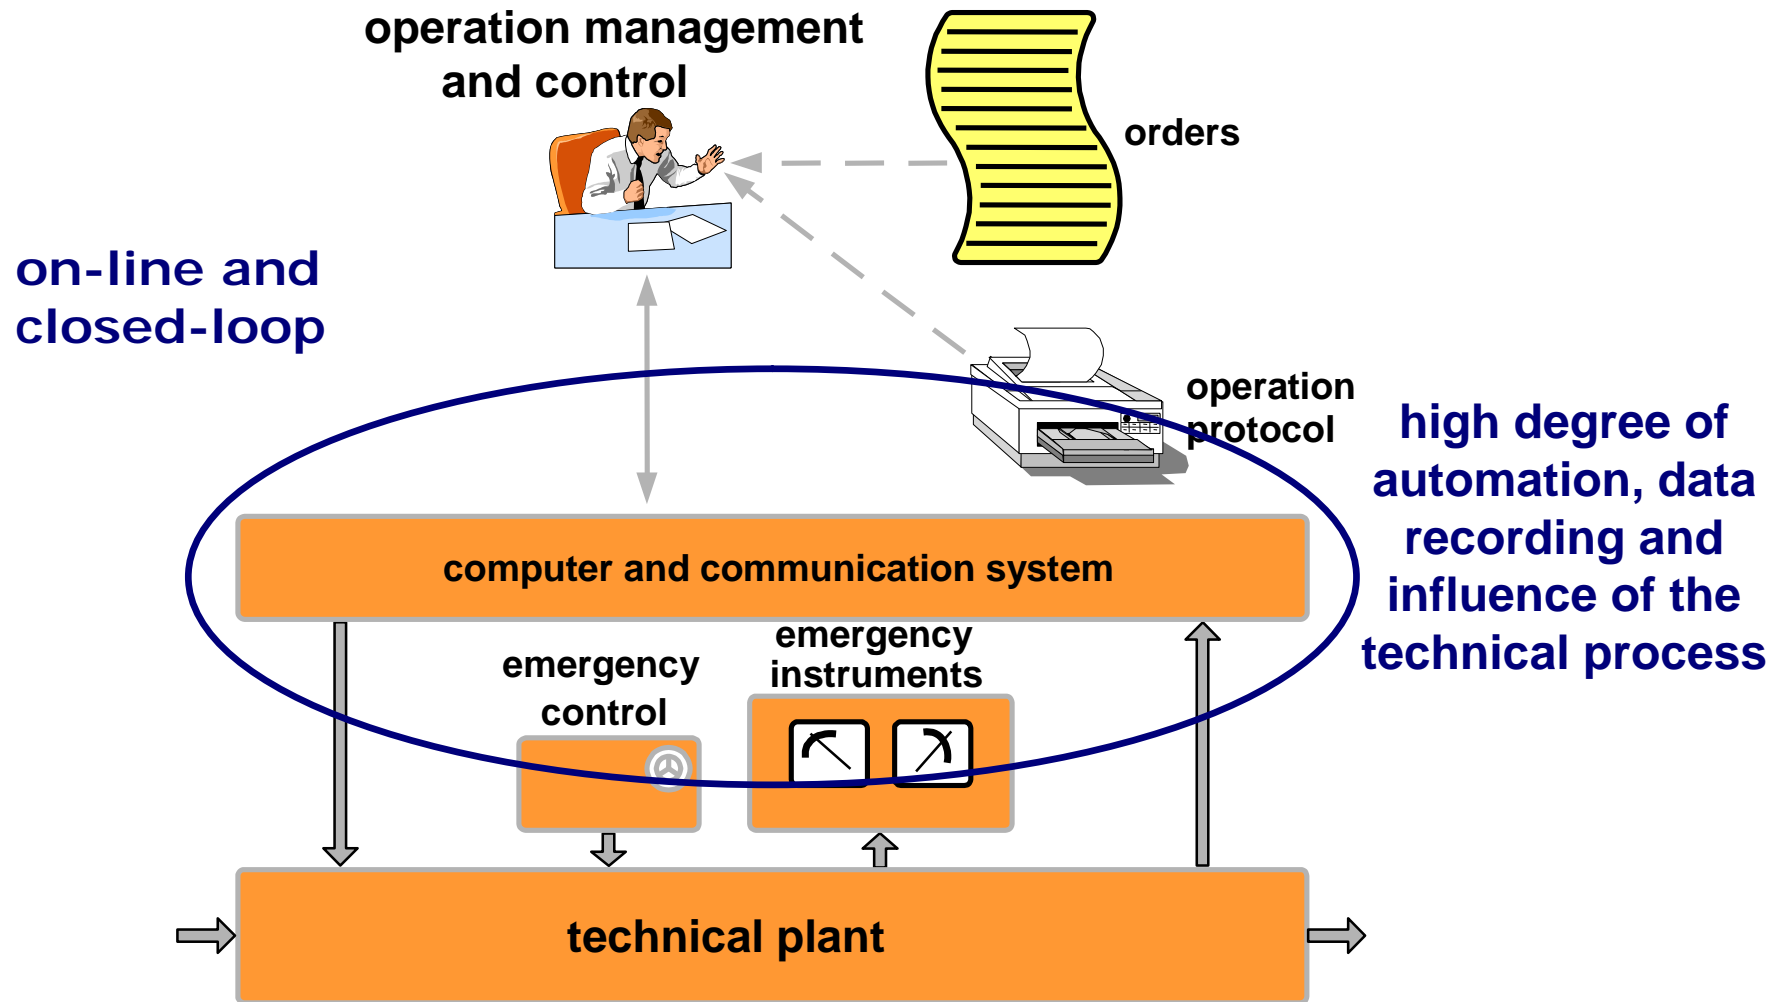 operation management
and control
orders
on-line and
closed-loop
operation
protocol
high degree of
automation, data
recording and
influence of the
technical process
computer and communication system
emergency
control
emergency
instruments
technical plant